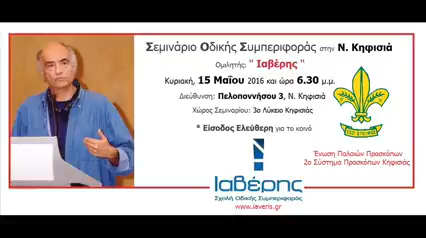 Σεμινάριο Οδικής Συμπεριφοράς στην Ν. Κηφισιά
Ομιλητής: " Ιαβέρης "
Κυριακή, 15 Μαΐου 2016 και ώρα 6.30 μ.μ.
Διεύθυνση: Πελοποννήσου 3, Ν. Κηφισιά
Χώρος Σεμιναρίου: 3ο Λύκειο Κηφισιάς
* Είσοδος Ελεύθερη για το κοινό
Ιαβέρης
Σχολή Οδικής Συμπεριφοράς
www.iaveris.gr
ΕΣΟ ΕΤΟΙΜΟΣ
Ένωση Παλαιών Προσκόπων
2ο Σύστημα Προσκόπων Κηφισιάς